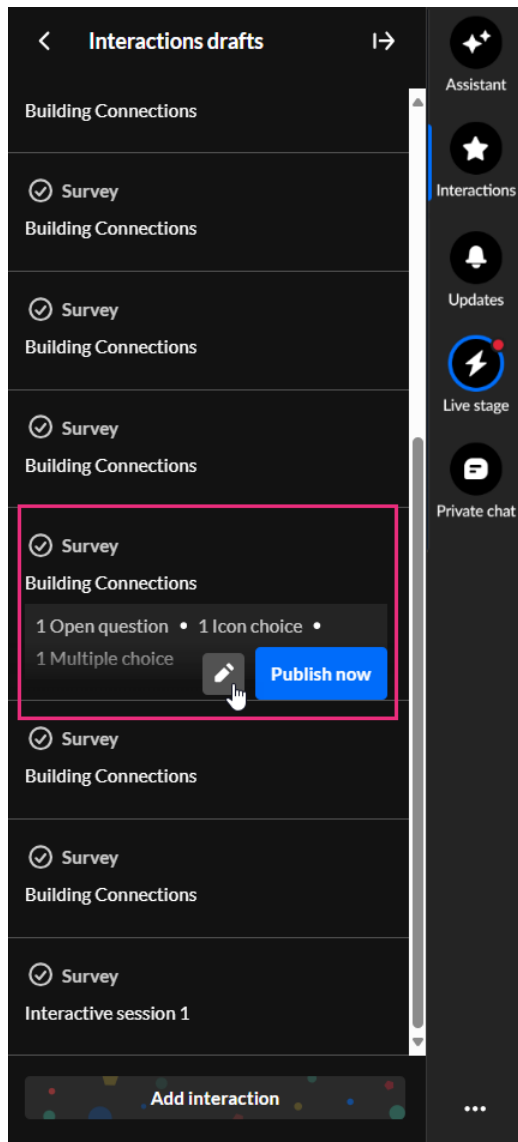 Interactions drafts
Building Connections
Survey
Building Connections
Survey
Building Connections
Survey
Building Connections
Survey
Building Connections
1 Open question • 1 Icon choice •
1 Multiple choice
Publish now
Survey
Building Connections
Survey
Building Connections
Survey
Interactive session 1
Add interaction
Assistant
Interactions
Updates
Live stage
Private chat